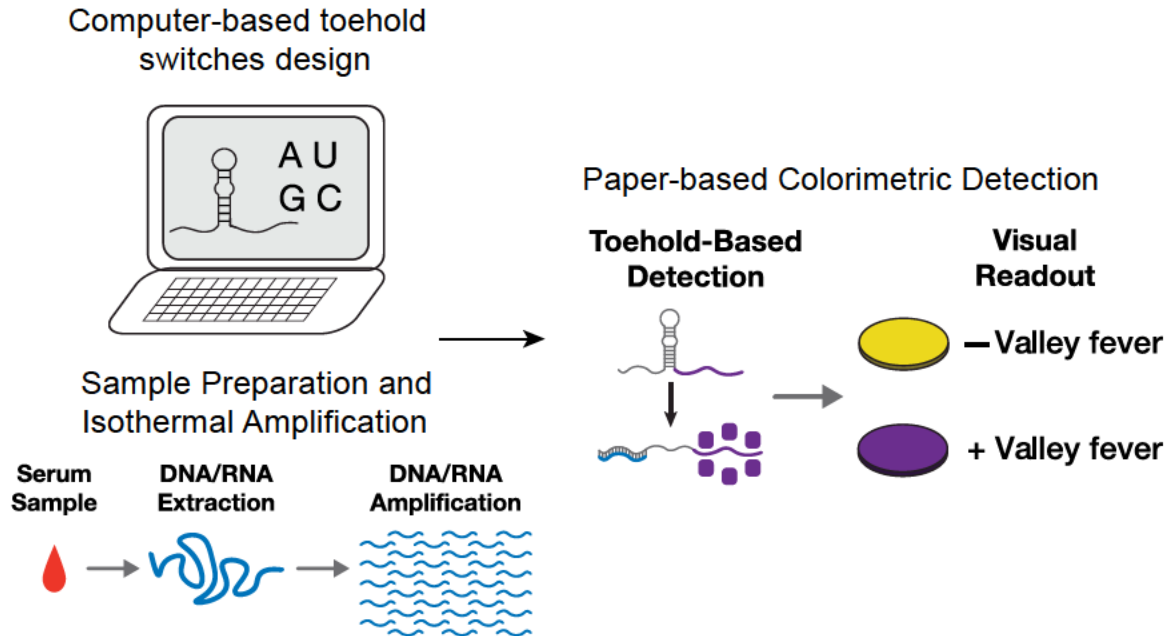 Computer-based toehold
switches design
A U
G C
Sample Preparation and
Isothermal Amplification
Serum
Sample
DNA/RNA
Extraction
DNA/RNA
Amplification
Paper-based Colorimetric Detection
Toehold-Based
Detection
Visual
Readout
– Valley fever
+ Valley fever